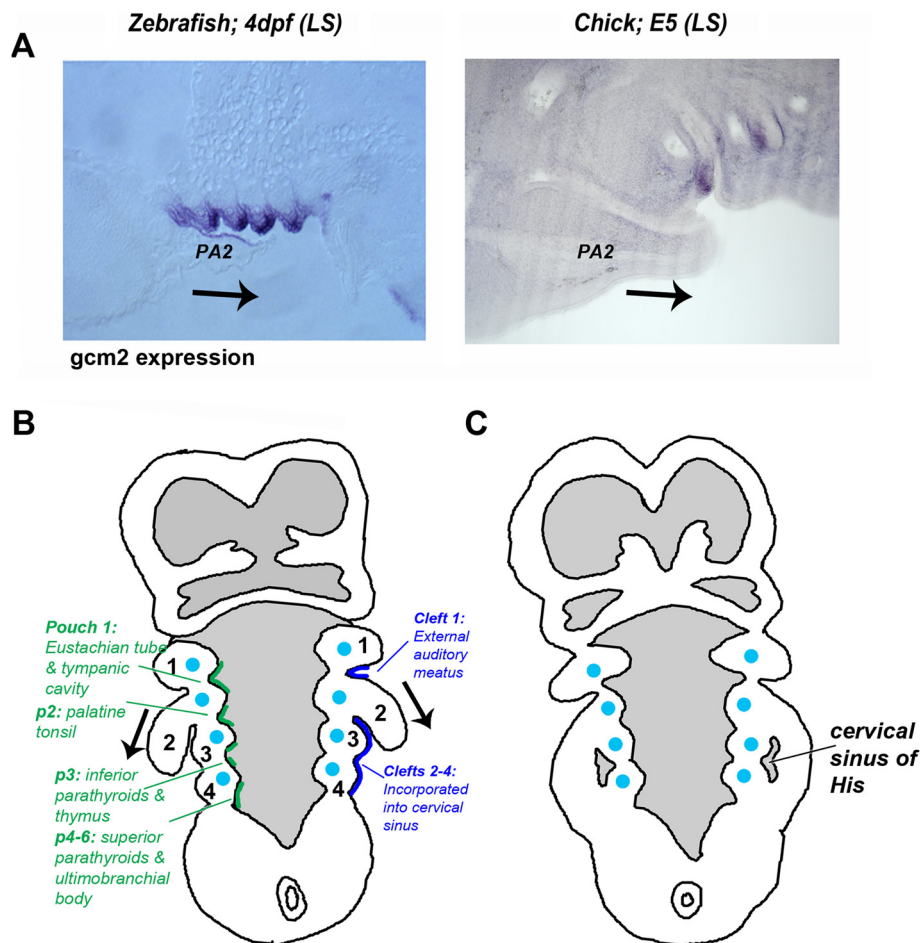 Zebrafish; 4dpf (LS)
Chick; E5 (LS)
A
PA2
PA2
gcm2 expression
B
Pouch 1:
Eustachian tube
& tympanic
cavity
p2: palatine
tonsil
p3: inferior
parathyroids &
thymus
p4-6: superior
parathyroids &
ultimobranchial
body
1
2
3
4
1
2
3
4
Cleft 1:
External
auditory
meatus
Clefts 2-4:
Incorporated
into cervical
sinus
C
cervical
sinus of
His